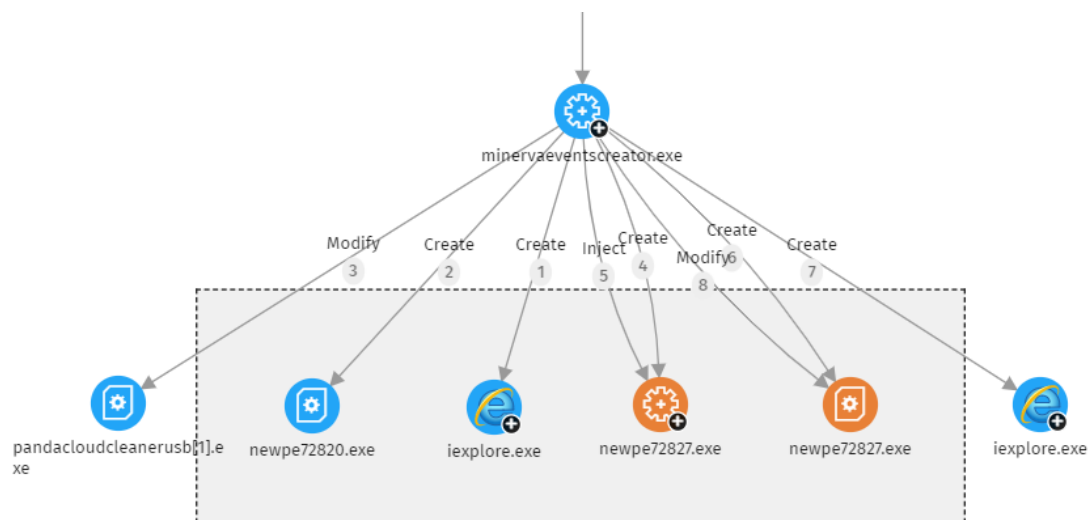 minervaeventscreator.exe
Modify
3
Create
2
Create
1
Inject
5
Create
4
Modify
8
Create
6
Create
7
pandacloudcleanerusb[1].e
xe
newpe72820.exe
iexplore.exe
newpe72827.exe
newpe72827.exe
iexplore.exe